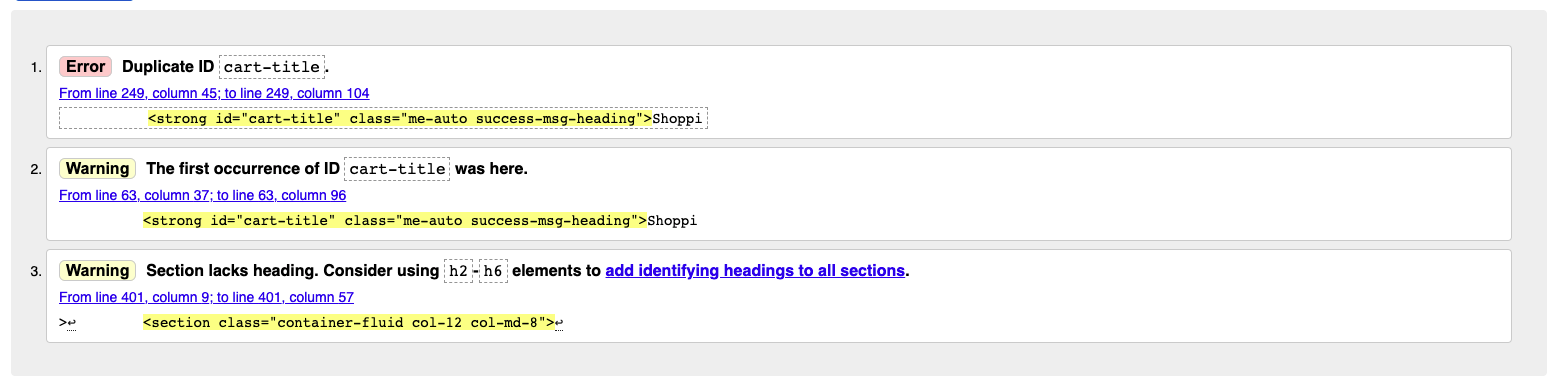 1. Error Duplicate ID cart-title.
From line 249, column 45; to line 249, column 104
<strong id="cart-title" class="me-auto success-msg-heading">Shoppi
2. Warning The first occurrence of ID cart-title was here.
From line 63, column 37; to line 63, column 96
<strong id="cart-title" class="me-auto success-msg-heading">Shoppi
3. Warning Section lacks heading. Consider using h2-h6 elements to add identifying headings to all sections.
From line 401, column 9; to line 401, column 57
>↩ <section class="container-fluid col-12 col-md-8">↩